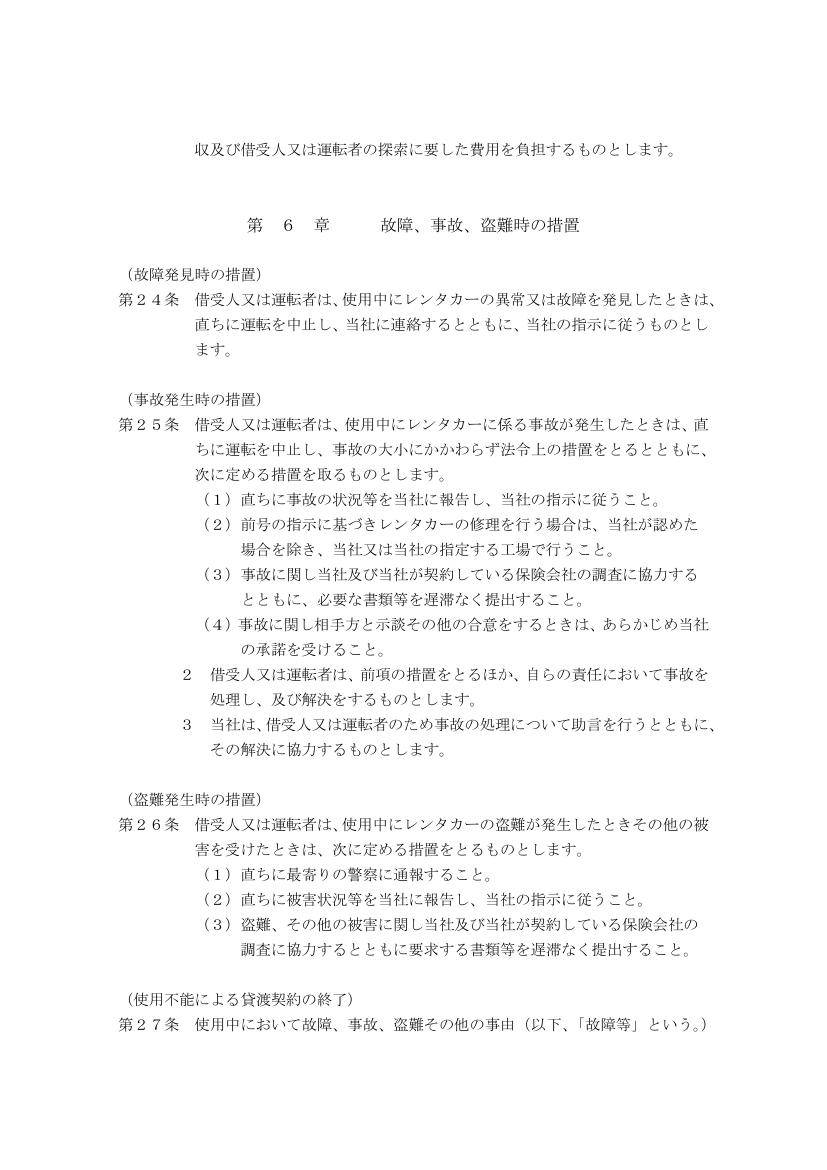 収及び借受人又は運転者の探索に要した費用を負担するものとします。
第　６　章　　　故障、事故、盗難時の措置
（故障発見時の措置）
第２４条　借受人又は運転者は、使用中にレンタカーの異常又は故障を発見したときは、
直ちに運転を中止し、当社に連絡するとともに、当社の指示に従うものとし
ます。
（事故発生時の措置）
第２５条　借受人又は運転者は、使用中にレンタカーに係る事故が発生したときは、直
ちに運転を中止し、事故の大小にかかわらず法令上の措置をとるとともに、
次に定める措置を取るものとします。
（１）直ちに事故の状況等を当社に報告し、当社の指示に従うこと。
（２）前号の指示に基づきレンタカーの修理を行う場合は、当社が認めた
場合を除き、当社又は当社の指定する工場で行うこと。
（３）事故に関し当社及び当社が契約している保険会社の調査に協力する
とともに、必要な書類等を遅滞なく提出すること。
（４）事故に関し相手方と示談その他の合意をするときは、あらかじめ当社
の承諾を受けること。
２　借受人又は運転者は、前項の措置をとるほか、自らの責任において事故を
処理し、及び解決をするものとします。
３　当社は、借受人又は運転者のため事故の処理について助言を行うとともに、
その解決に協力するものとします。
（盗難発生時の措置）
第２６条　借受人又は運転者は、使用中にレンタカーの盗難が発生したときその他の被
害を受けたときは、次に定める措置をとるものとします。
（１）直ちに最寄りの警察に通報すること。
（２）直ちに被害状況等を当社に報告し、当社の指示に従うこと。
（３）盗難、その他の被害に関し当社及び当社が契約している保険会社の
調査に協力するとともに要求する書類等を遅滞なく提出すること。
（使用不能による貸渡契約の終了）
第２７条　使用中において故障、事故、盗難その他の事由（以下、「故障等」という。）